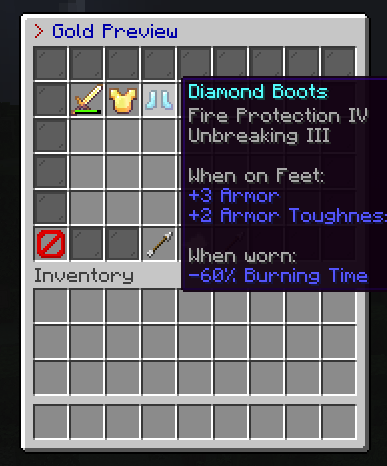 > Gold Preview
Diamond Boots
Fire Protection IV
Unbreaking III
When on Feet:
+3 Armor
+2 Armor Toughness
When worn:
-60% Burning Time
Inventory